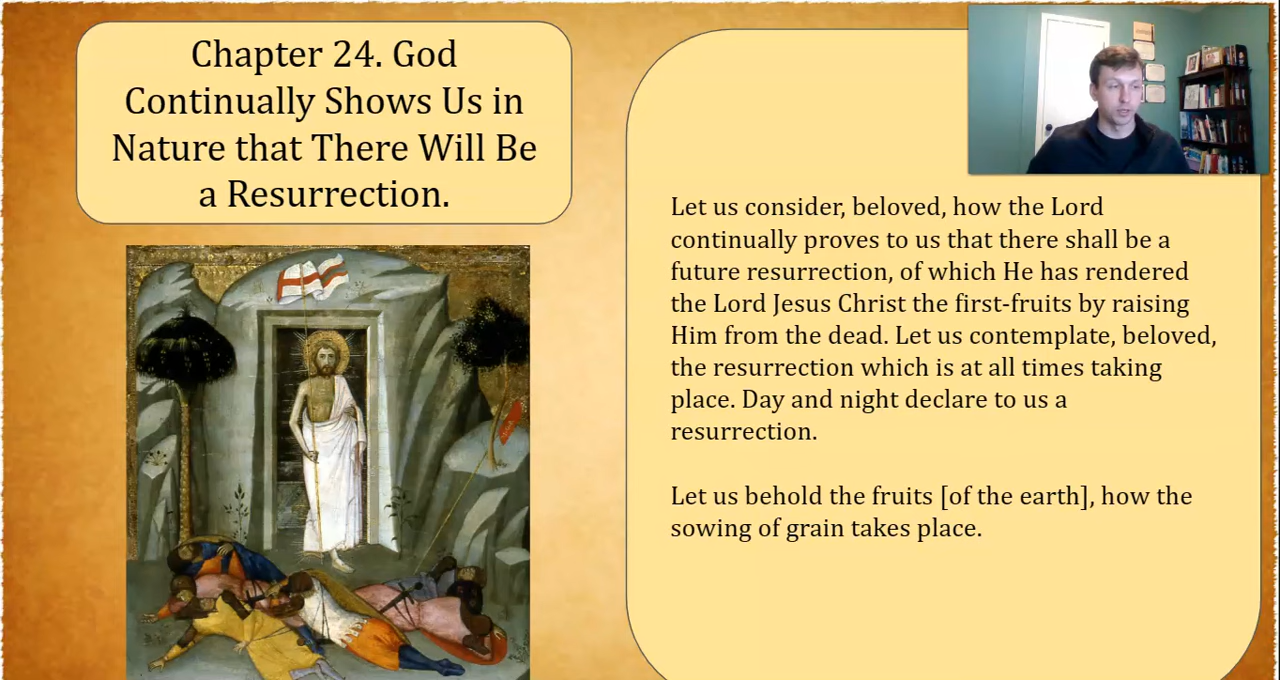 Chapter 24. God
Continually Shows Us in
Nature that There Will Be
a Resurrection.
Let us consider, beloved, how the Lord
continually proves to us that there shall be a
future resurrection, of which He has rendered
the Lord Jesus Christ the first-fruits by raising
Him from the dead. Let us contemplate, beloved,
the resurrection which is at all times taking
place. Day and night declare to us a
resurrection.
Let us behold the fruits [of the earth], how the
sowing of grain takes place.